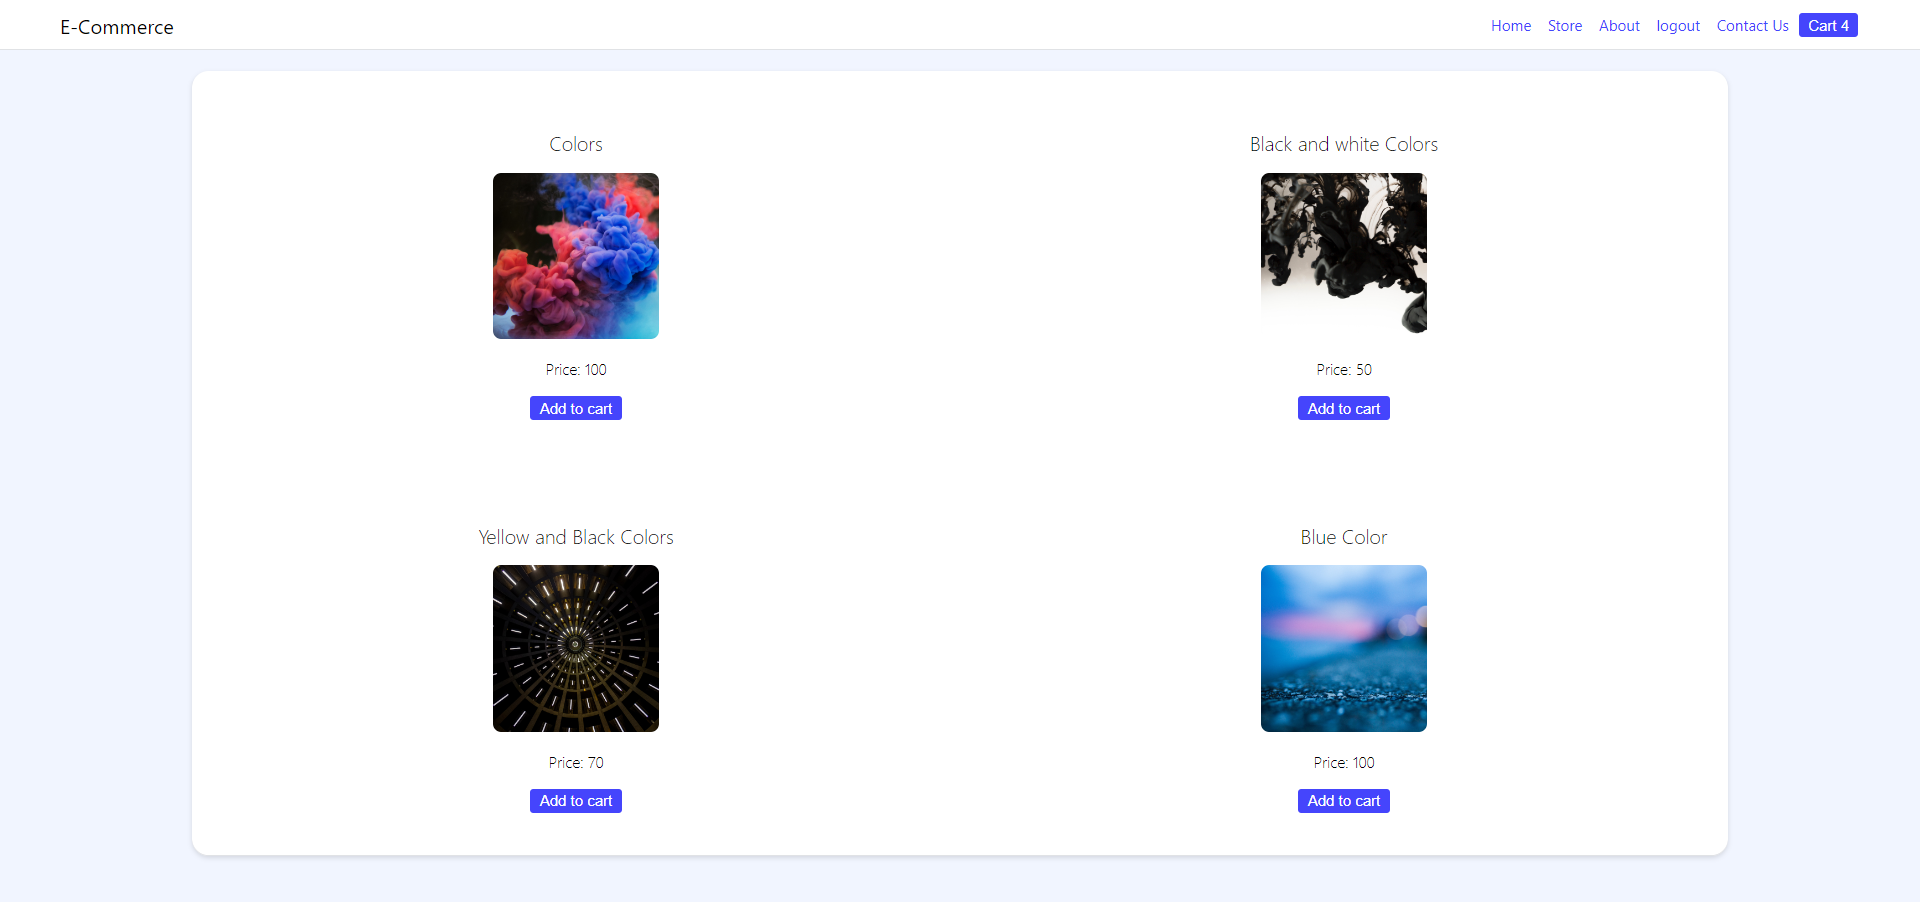 E-Commerce
Home Store About logout Contact Us Cart 4
Colors
Price: 100
Add to cart
Black and white Colors
Price: 50
Add to cart
Yellow and Black Colors
Price: 70
Add to cart
Blue Color
Price: 100
Add to cart